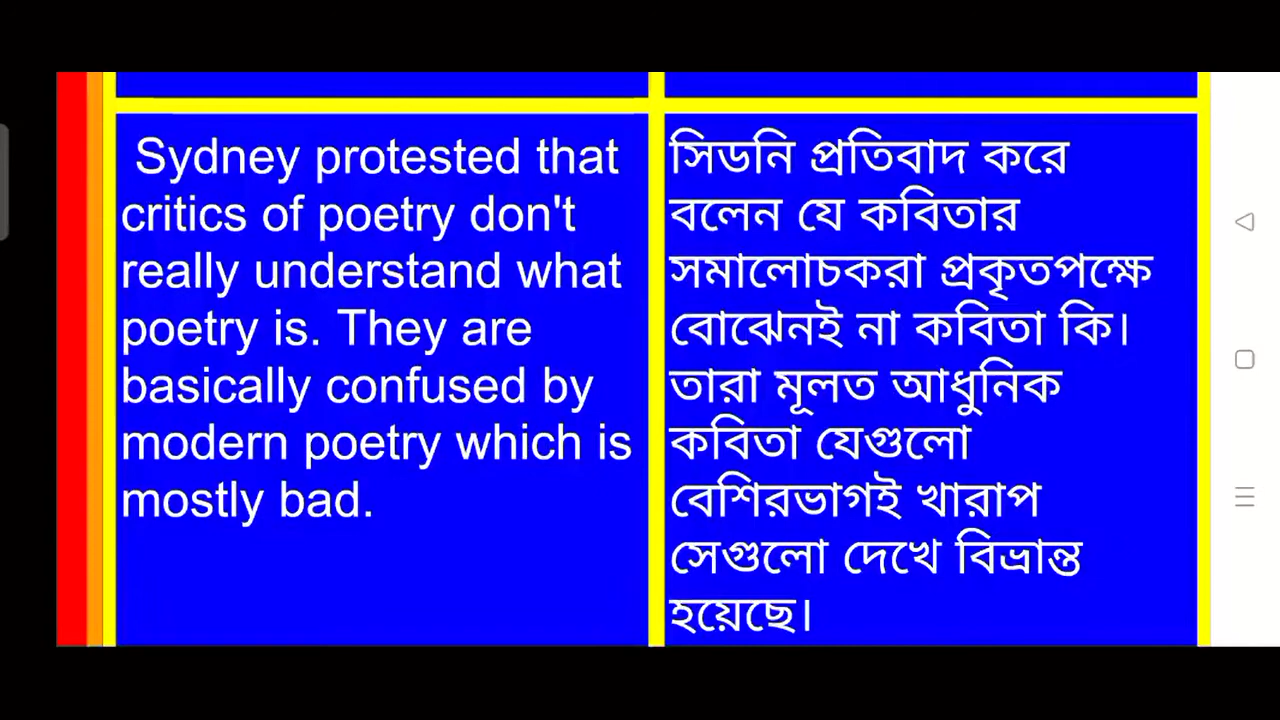 Sydney protested that
critics of poetry don't
really understand what
poetry is. They are
basically confused by
modern poetry which is
mostly bad.
সিডনি প্রতিবাদ করে
বলেন যে কবিতার
সমালোচকরা প্রকৃতপক্ষে
বোঝেনই না কবিতা কি।
তারা মূলত আধুনিক
কবিতা যেগুলো
বেশিরভাগই খারাপ
সেগুলো দেখে বিভ্রান্ত
হয়েছে।